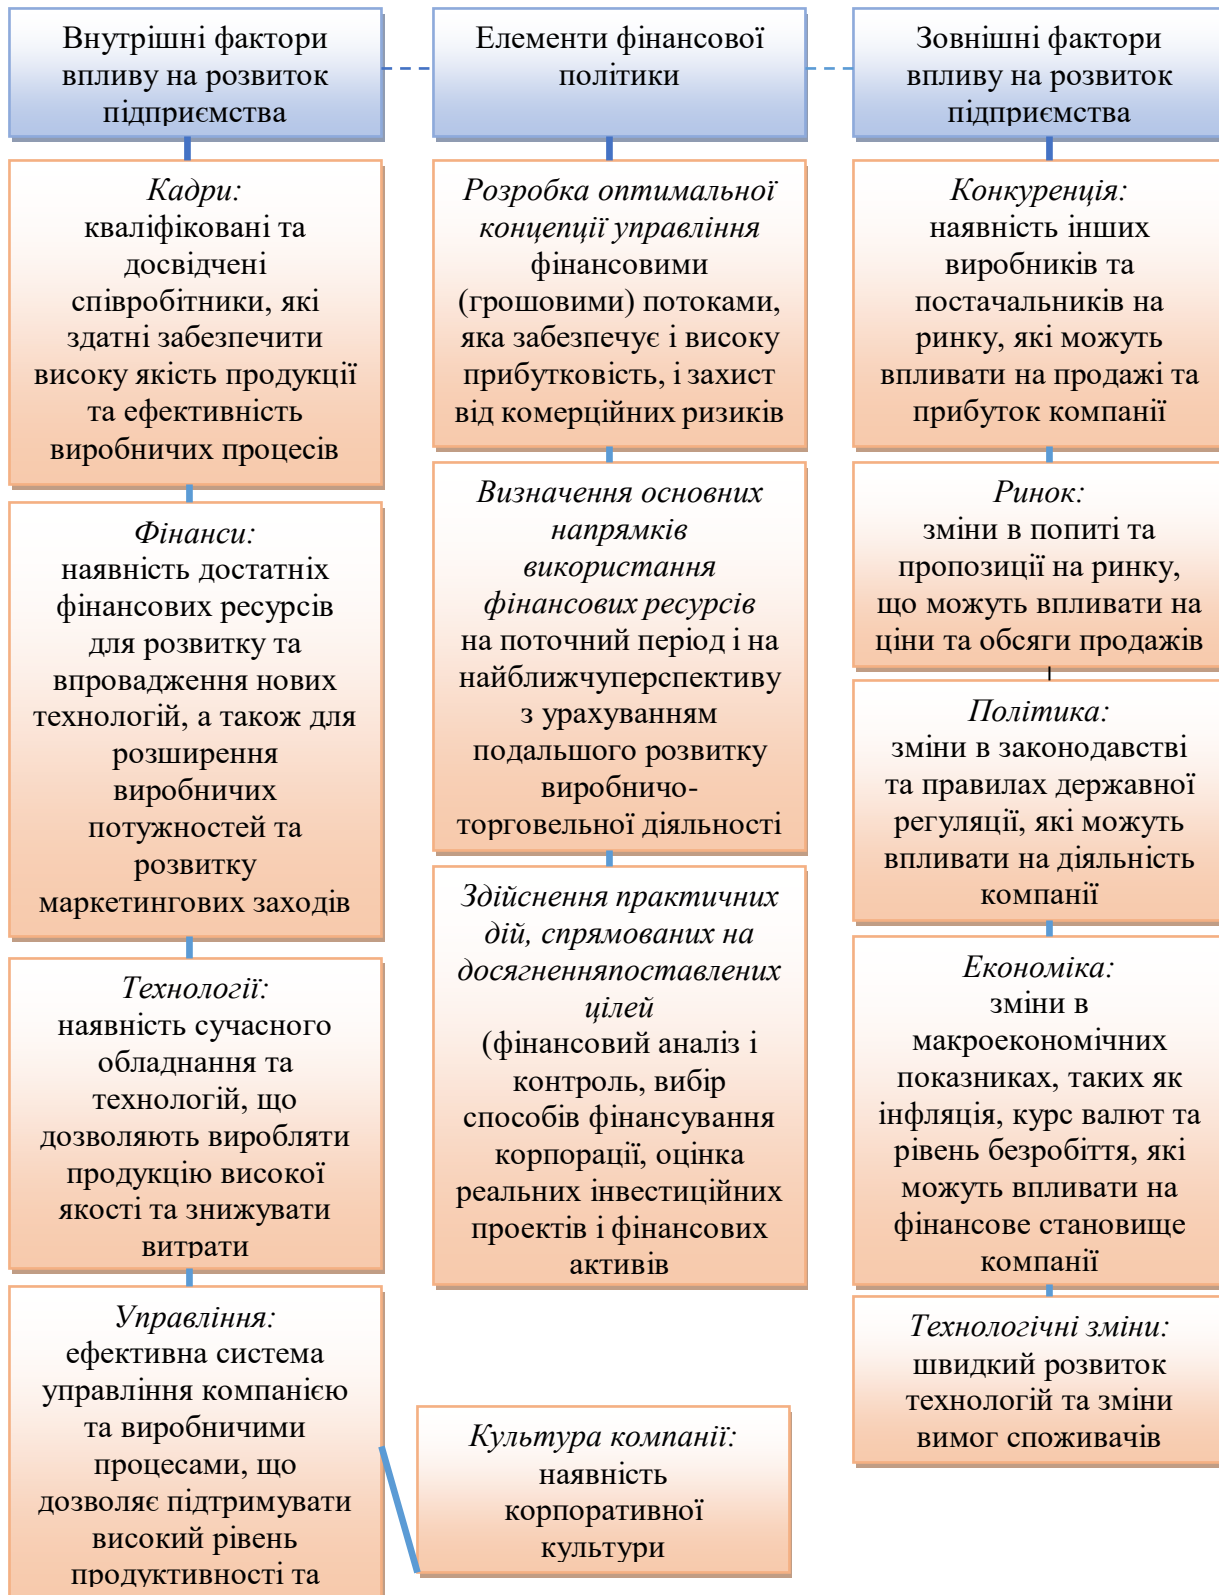 Внутрішні фактори
впливу на розвиток
підприємства
Кадри:
кваліфіковані та
досвідчені
співробітники, які
здатні забезпечити
високу якість продукції
та ефективність
виробничих процесів
Фінанси:
наявність достатніх
фінансових ресурсів
для розвитку та
впровадження нових
технологій, а також для
розширення
виробничих
потужностей та
розвитку
маркетингових заходів
Технології:
наявність сучасного
обладнання та
технологій, що
дозволяють виробляти
продукцію високої
якості та знижувати
витрати
Управління:
ефективна система
управління компанією
та виробничими
процесами, що
дозволяє підтримувати
високий рівень
продуктивності та
Культура компанії:
наявність
корпоративної
культури
Елементи фінансової
політики
Розробка оптимальної
концепції управління
фінансовими
(грошовими) потоками,
яка забезпечує і високу
прибутковість, і захист
від комерційних ризиків
Визначення основних
напрямків
використання
фінансових ресурсів
на поточний період і на
найближчуперспективу
з урахуванням
подальшого розвитку
виробничо-
торговельної діяльності
Здійснення практичних
дій, спрямованих на
досягненняпоставлених
цілей
(фінансовий аналіз і
контроль, вибір
способів фінансування
корпорації, оцінка
реальних інвестиційних
проектів і фінансових
активів
Зовнішні фактори
впливу на розвиток
підприємства
Конкуренція:
наявність інших
виробників та
постачальників на
ринку, які можуть
впливати на продажі та
прибуток компанії
Ринок:
зміни в попиті та
пропозиції на ринку,
що можуть впливати на
ціни та обсяги продажів
Політика:
зміни в законодавстві
та правилах державної
регуляції, які можуть
впливати на діяльність
компанії
Економіка:
зміни в
макроекономічних
показниках, таких як
інфляція, курс валют та
рівень безробіття, які
можуть впливати на
фінансове становище
компанії
Технологічні зміни:
швидкий розвиток
технологій та зміни
вимог споживачів